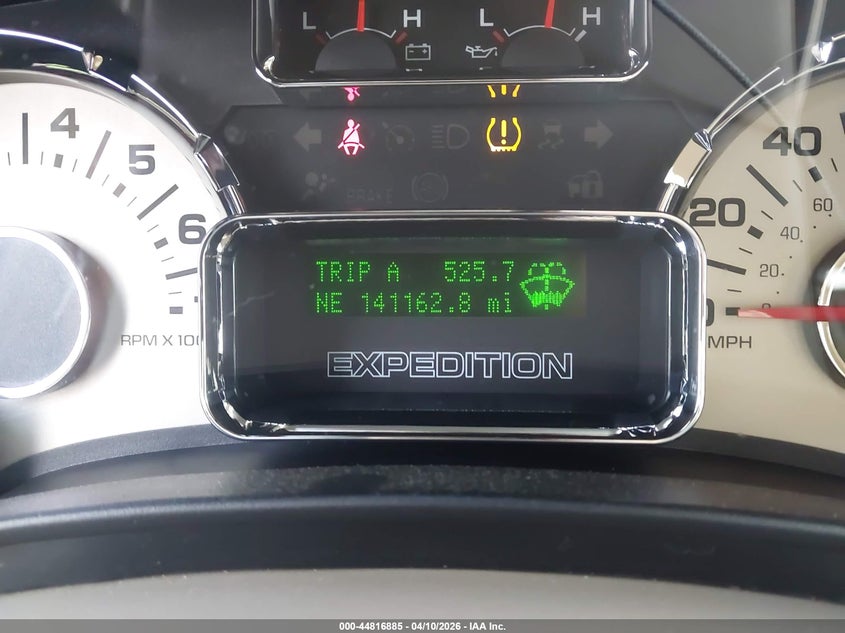 L H L H
4
5
6
RPM X 100
BRAKE
TRIP A 525.7
NE 141162.8 mi
EXPEDITION
40
60
20
40
20
0
0
MPH
000-44816885 / 04/10/2026 - IAA Inc.